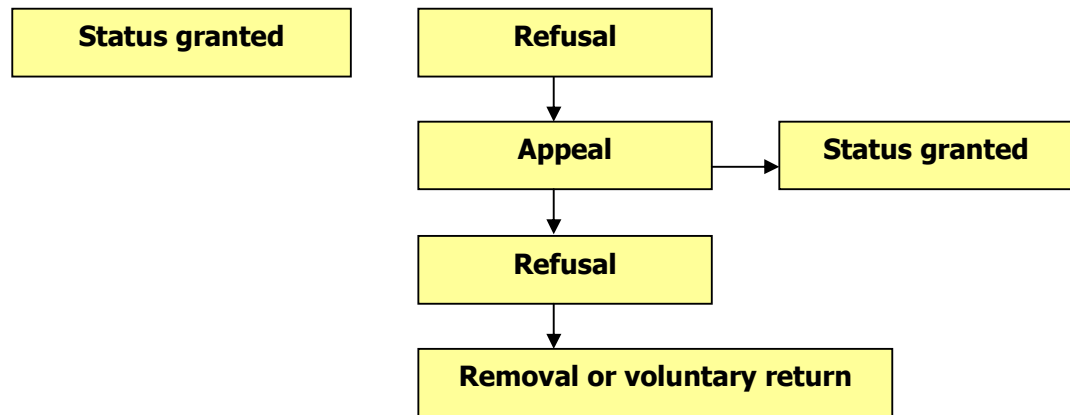 Status granted
Refusal
Appeal
Status granted
Refusal
Removal or voluntary return